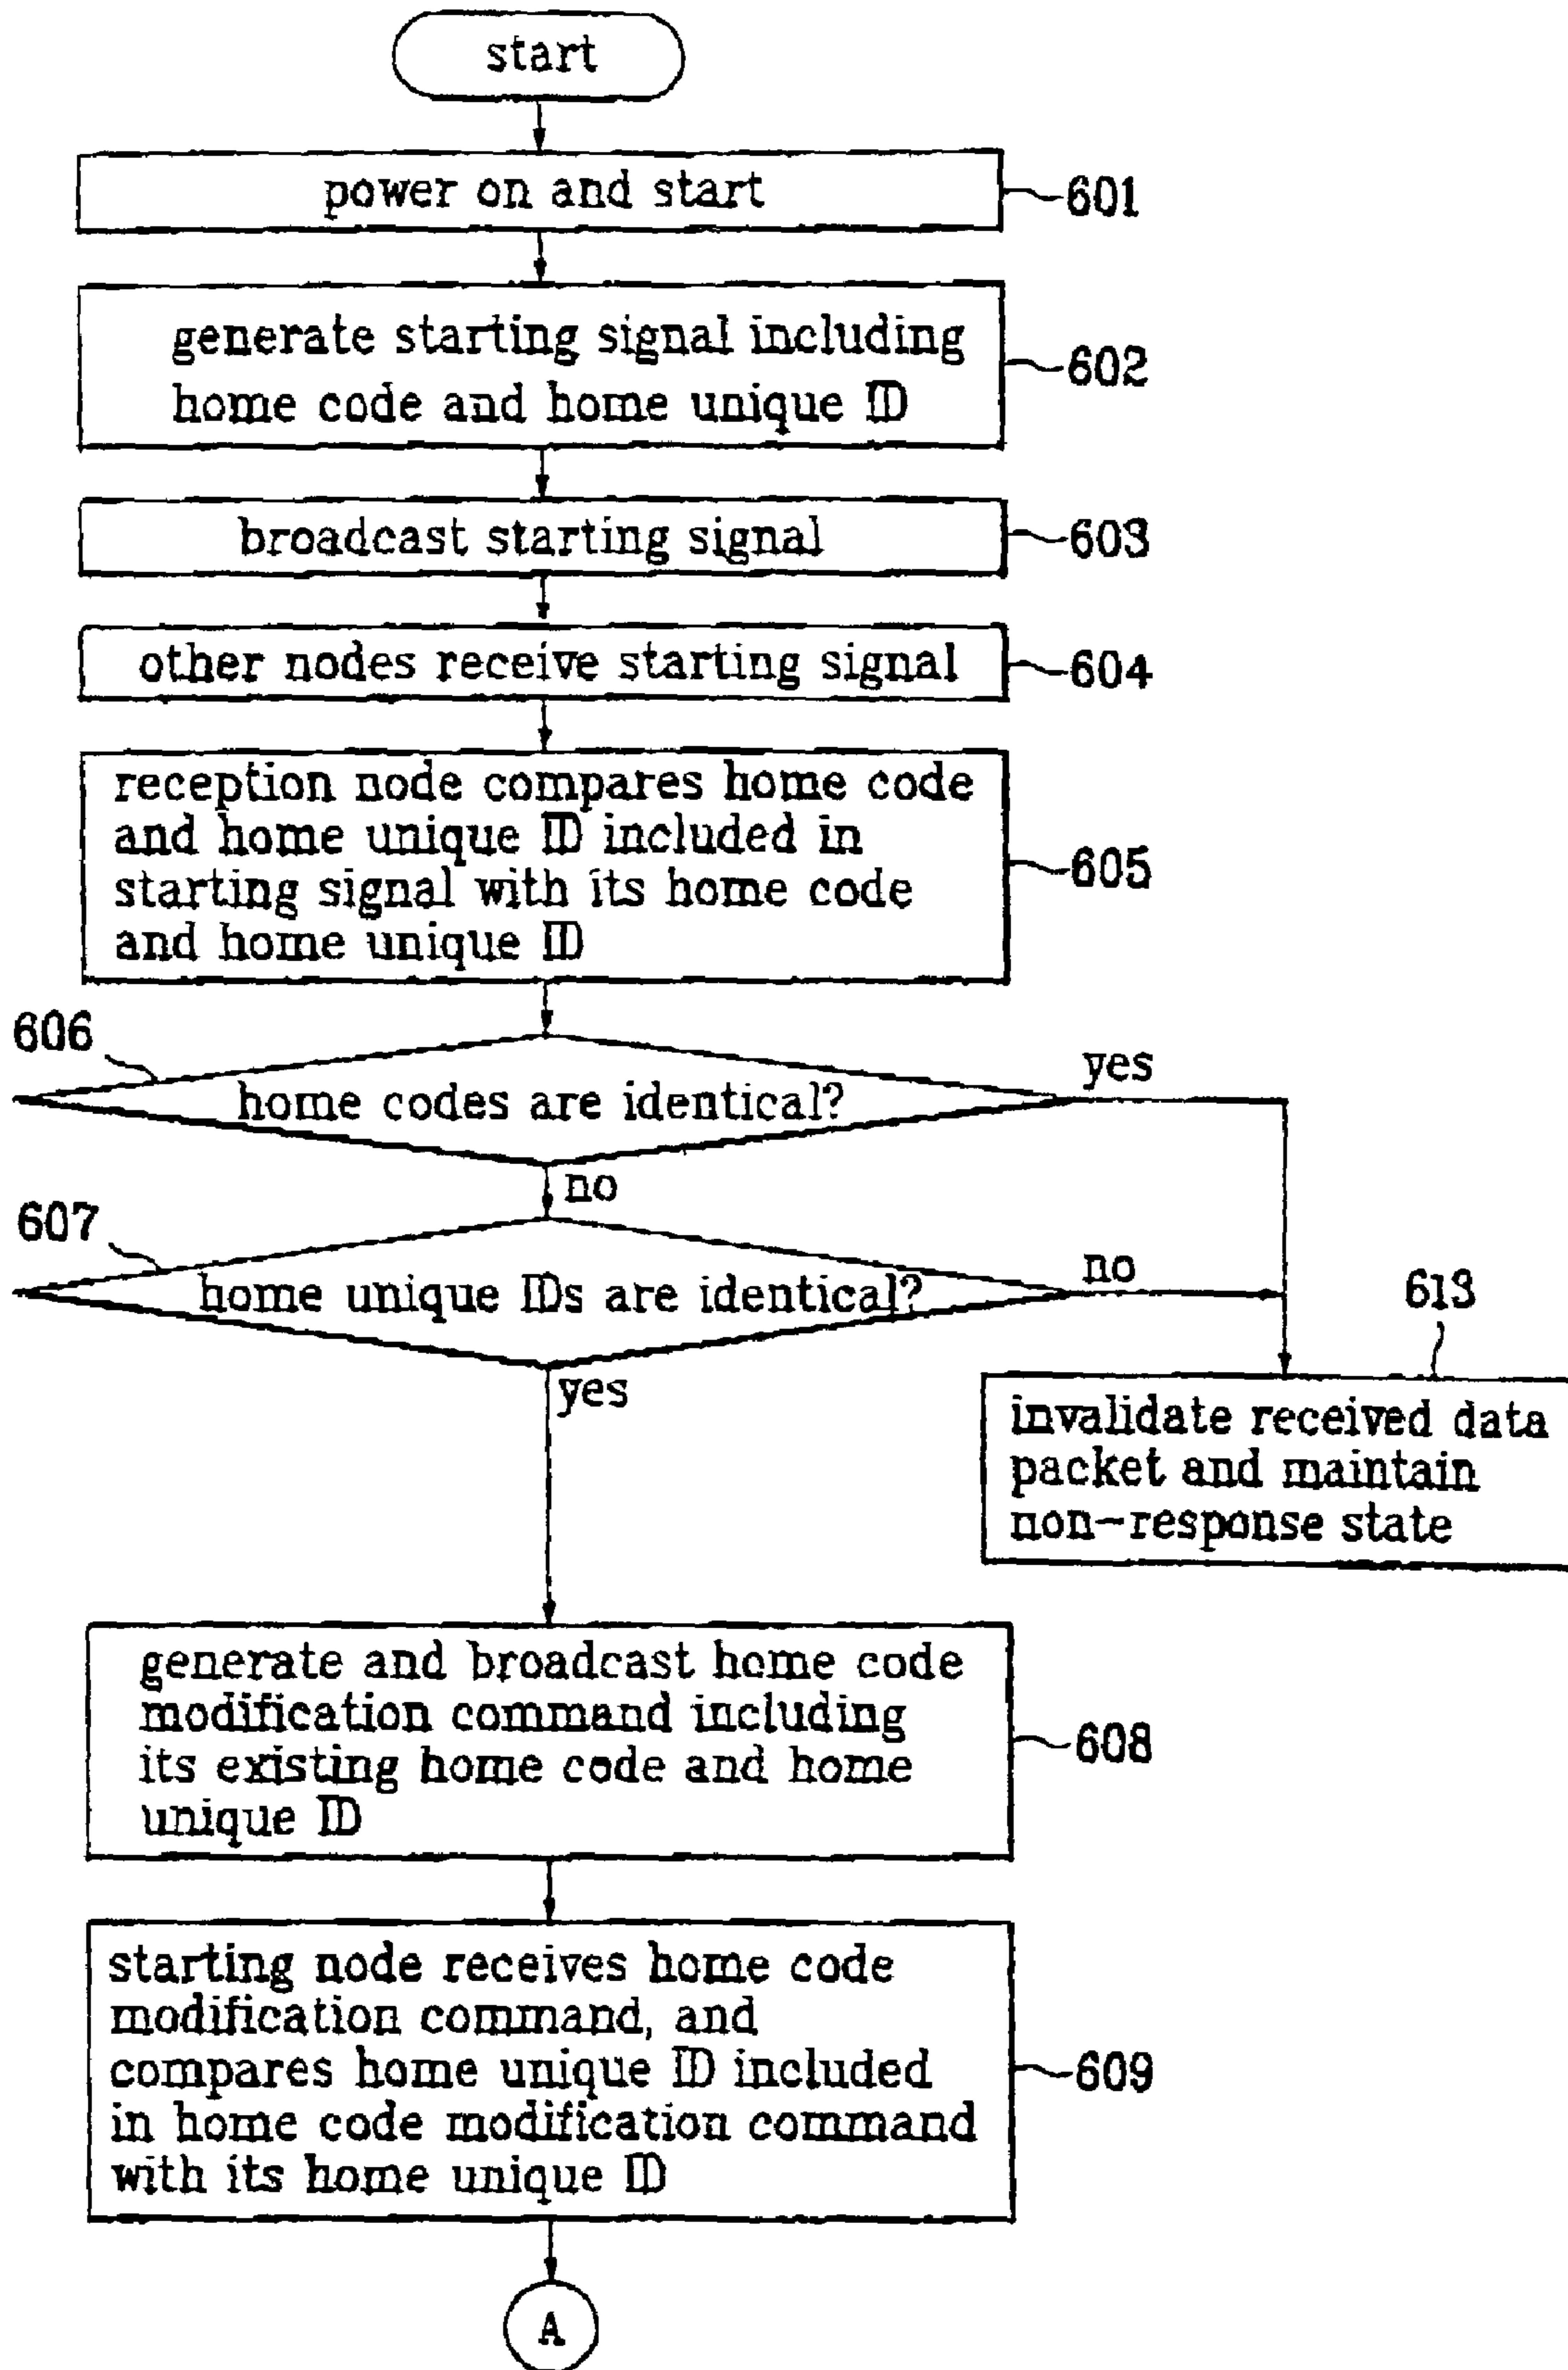 start
power on and start
601
generate starting signal including
home code and home unique ID
602
broadcast starting signal
603
other nodes receive starting signal
604
reception node compares home code
and home unique ID included in
starting signal with its home code
and home unique ID
605
606
home codes are identical?
yes
no
607
home unique IDs are identical?
no
yes
613
invalidate received data
packet and maintain
non-response state
generate and broadcast home code
modification command including
its existing home code and home
unique ID
608
starting node receives home code
modification command, and
compares home unique ID included
in home code modification command
with its home unique ID
609
A